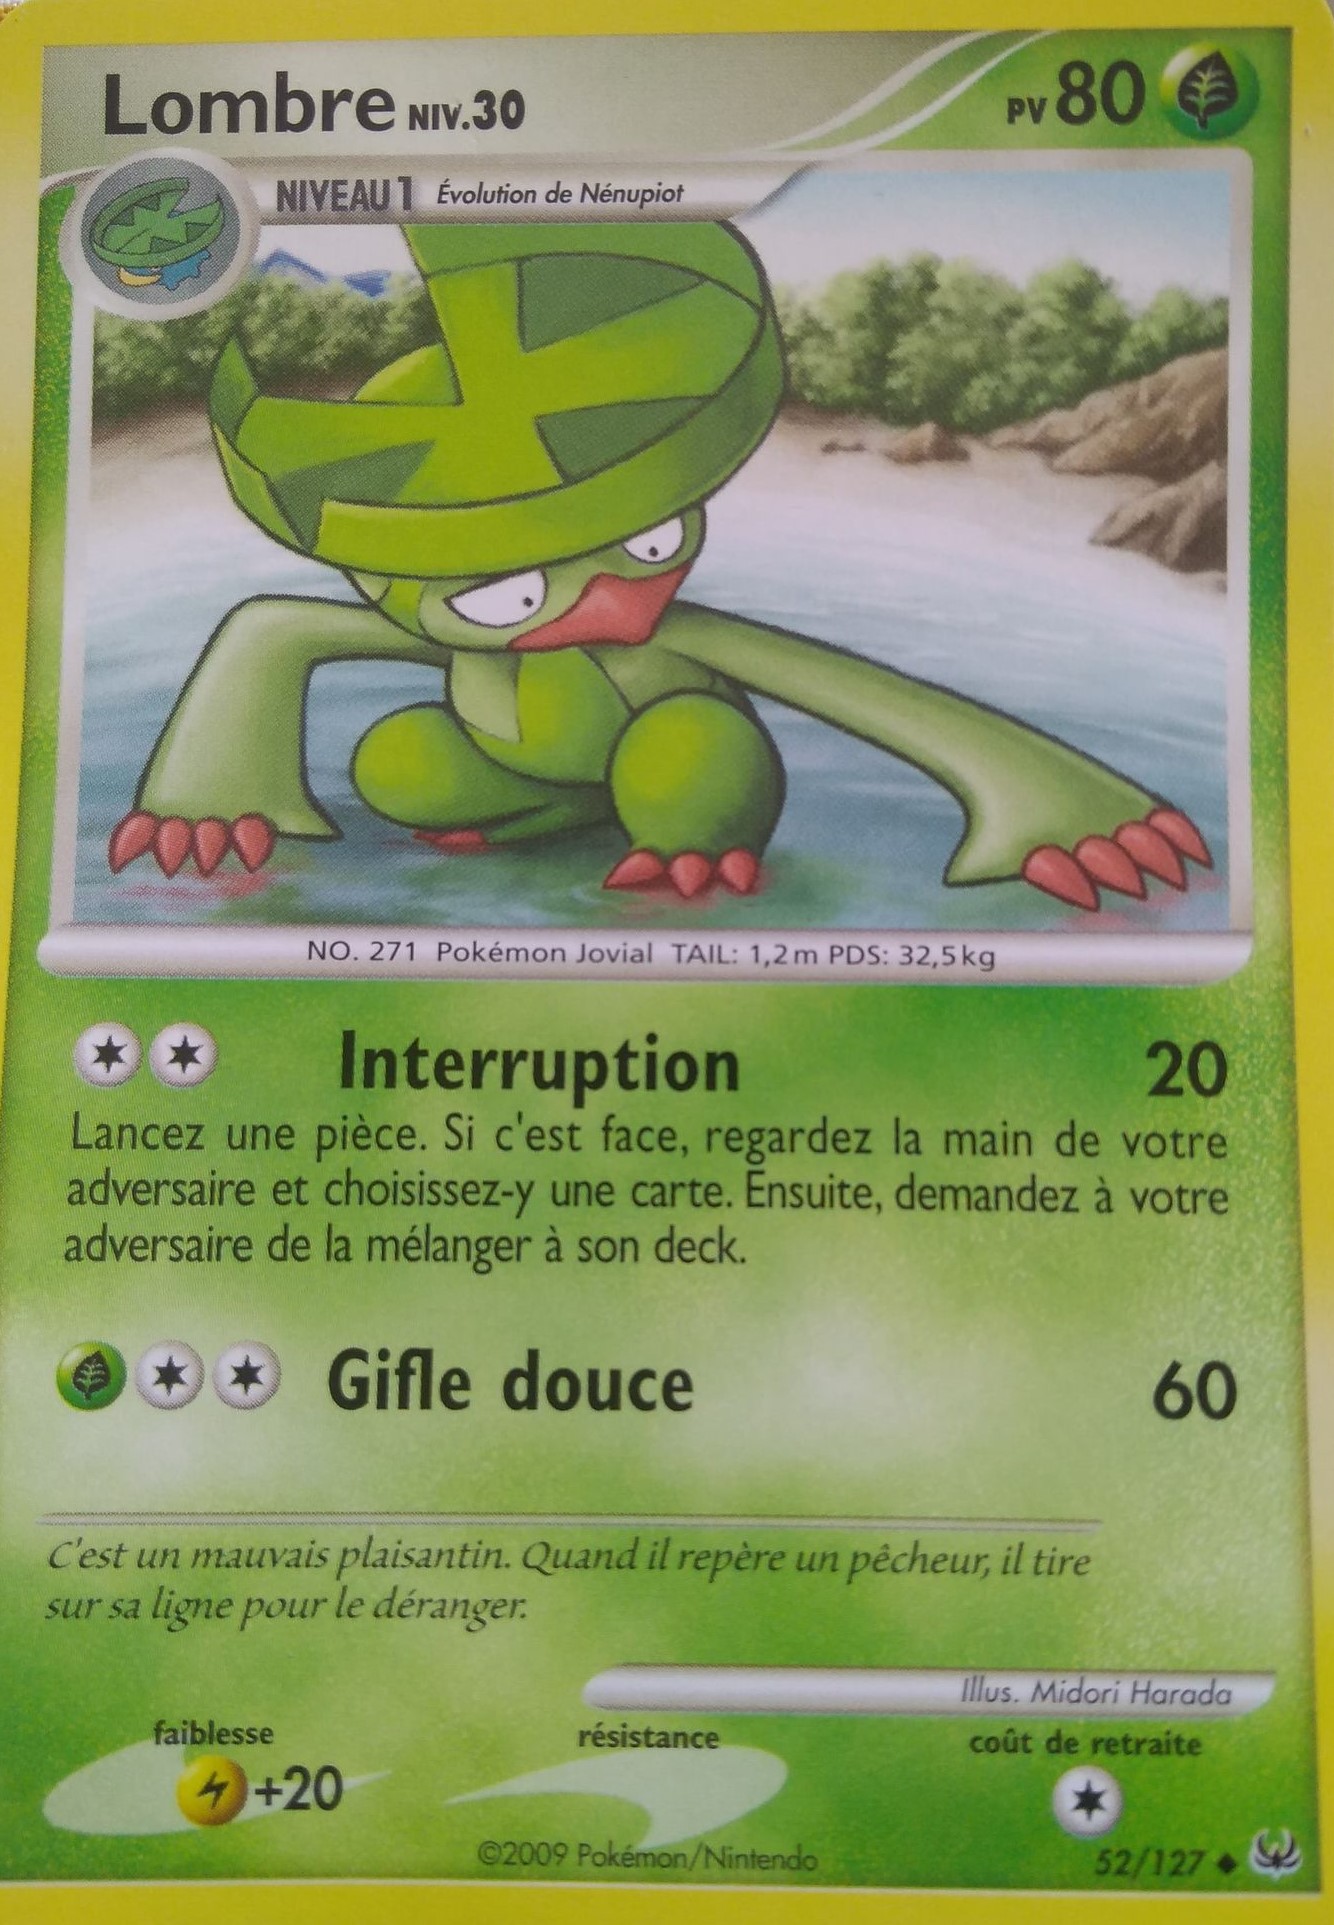 Lombre NIV.30
PV 80
NIVEAU 1 Évolution de Nénupiot
NO. 271 Pokémon Jovial TAIL: 1,2m PDS: 32,5kg
Interruption 20
Lancez une pièce. Si c'est face, regardez la main de votre
adversaire et choisissez-y une carte. Ensuite, demandez à votre
adversaire de la mélanger à son deck.
Gifle douce 60
C'est un mauvais plaisantin. Quand il repère un pêcheur, il tire
sur sa ligne pour le déranger.
Illus. Midori Harada
faiblesse résistance coût de retraite
+20
©2009 Pokémon/Nintendo 52/127